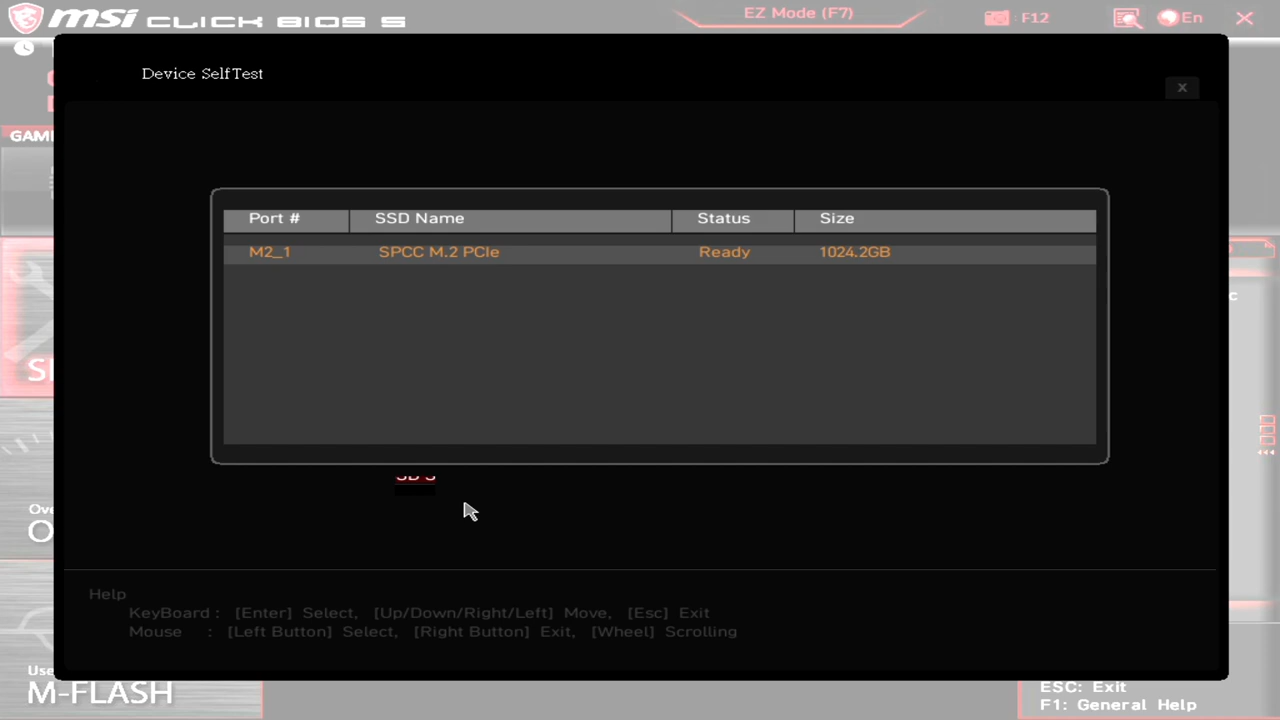 msi CLICK BIOS 5
EZ Mode (F7)
: F12
En
X
Device SelfTest
X
GAMI
Port #
SSD Name
Status
Size
M2_1
SPCC M.2 PCIe
Ready
1024.2GB
Help
KeyBoard : [Enter] Select, [Up/Down/Right/Left] Move, [Esc] Exit
Mouse : [Left Button] Select, [Right Button] Exit, [Wheel] Scrolling
M-FLASH
ESC: Exit
F1: General Help